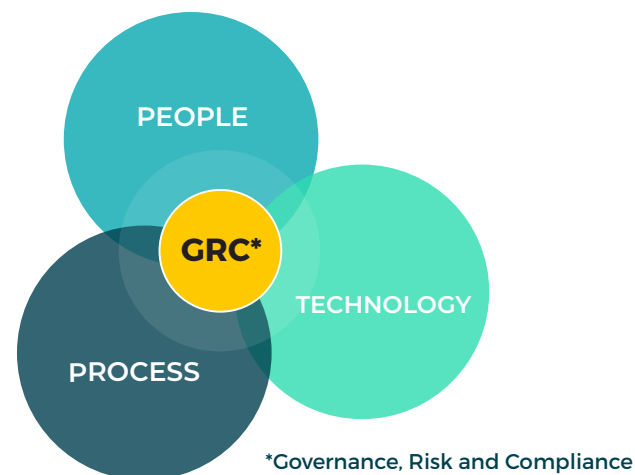 PEOPLE
GRC*
TECHNOLOGY
PROCESS
*Governance, Risk and Compliance